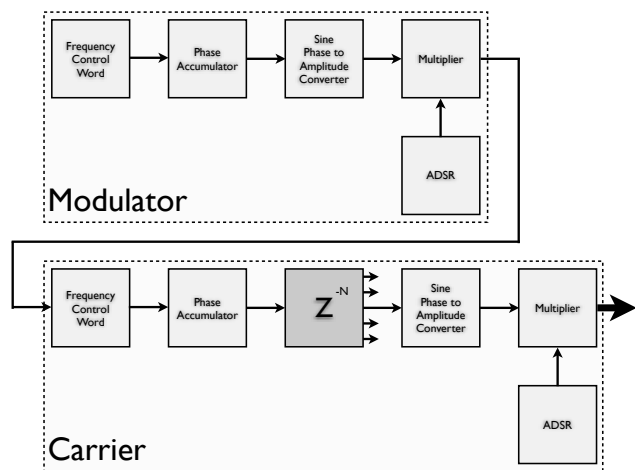 Frequency
Control
Word
Phase
Accumulator
Sine
Phase to
Amplitude
Converter
Multiplier
ADSR
Modulator
Frequency
Control
Word
Phase
Accumulator
Z-N
Sine
Phase to
Amplitude
Converter
Multiplier
ADSR
Carrier